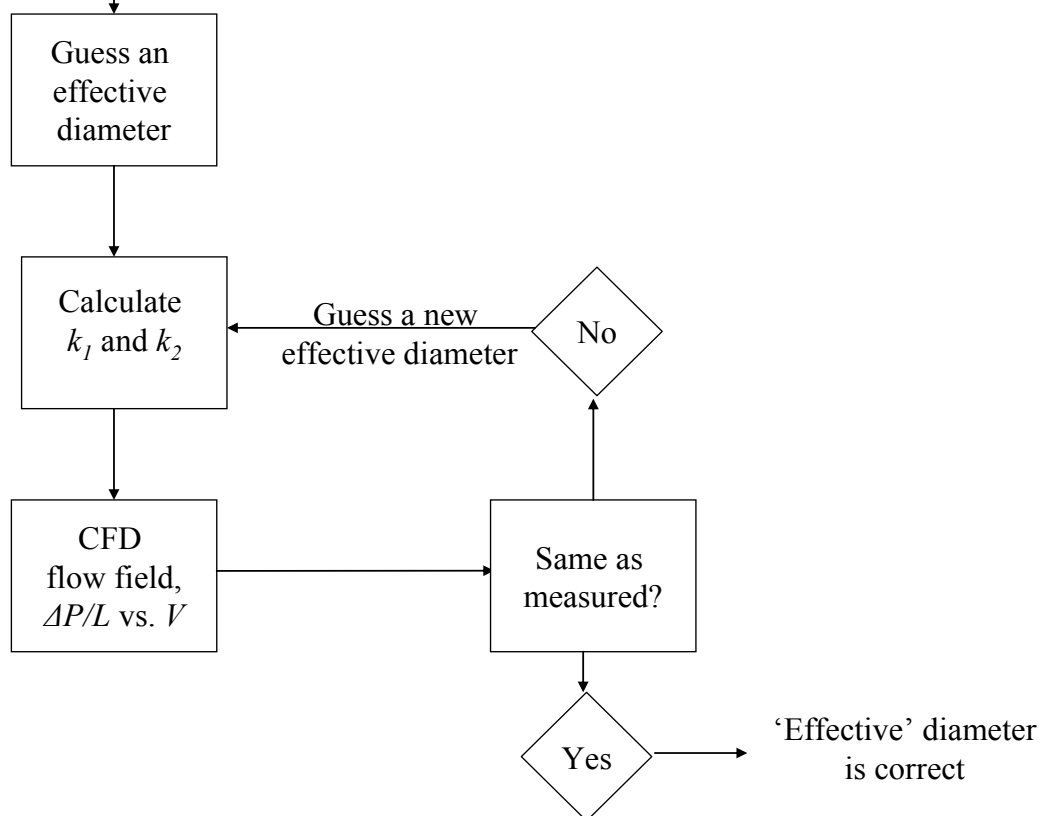 Guess an
effective
diameter
Calculate
k1 and k2
Guess a new
effective diameter
No
CFD
flow field,
ΔP/L vs. V
Same as
measured?
Yes
‘Effective’ diameter
is correct